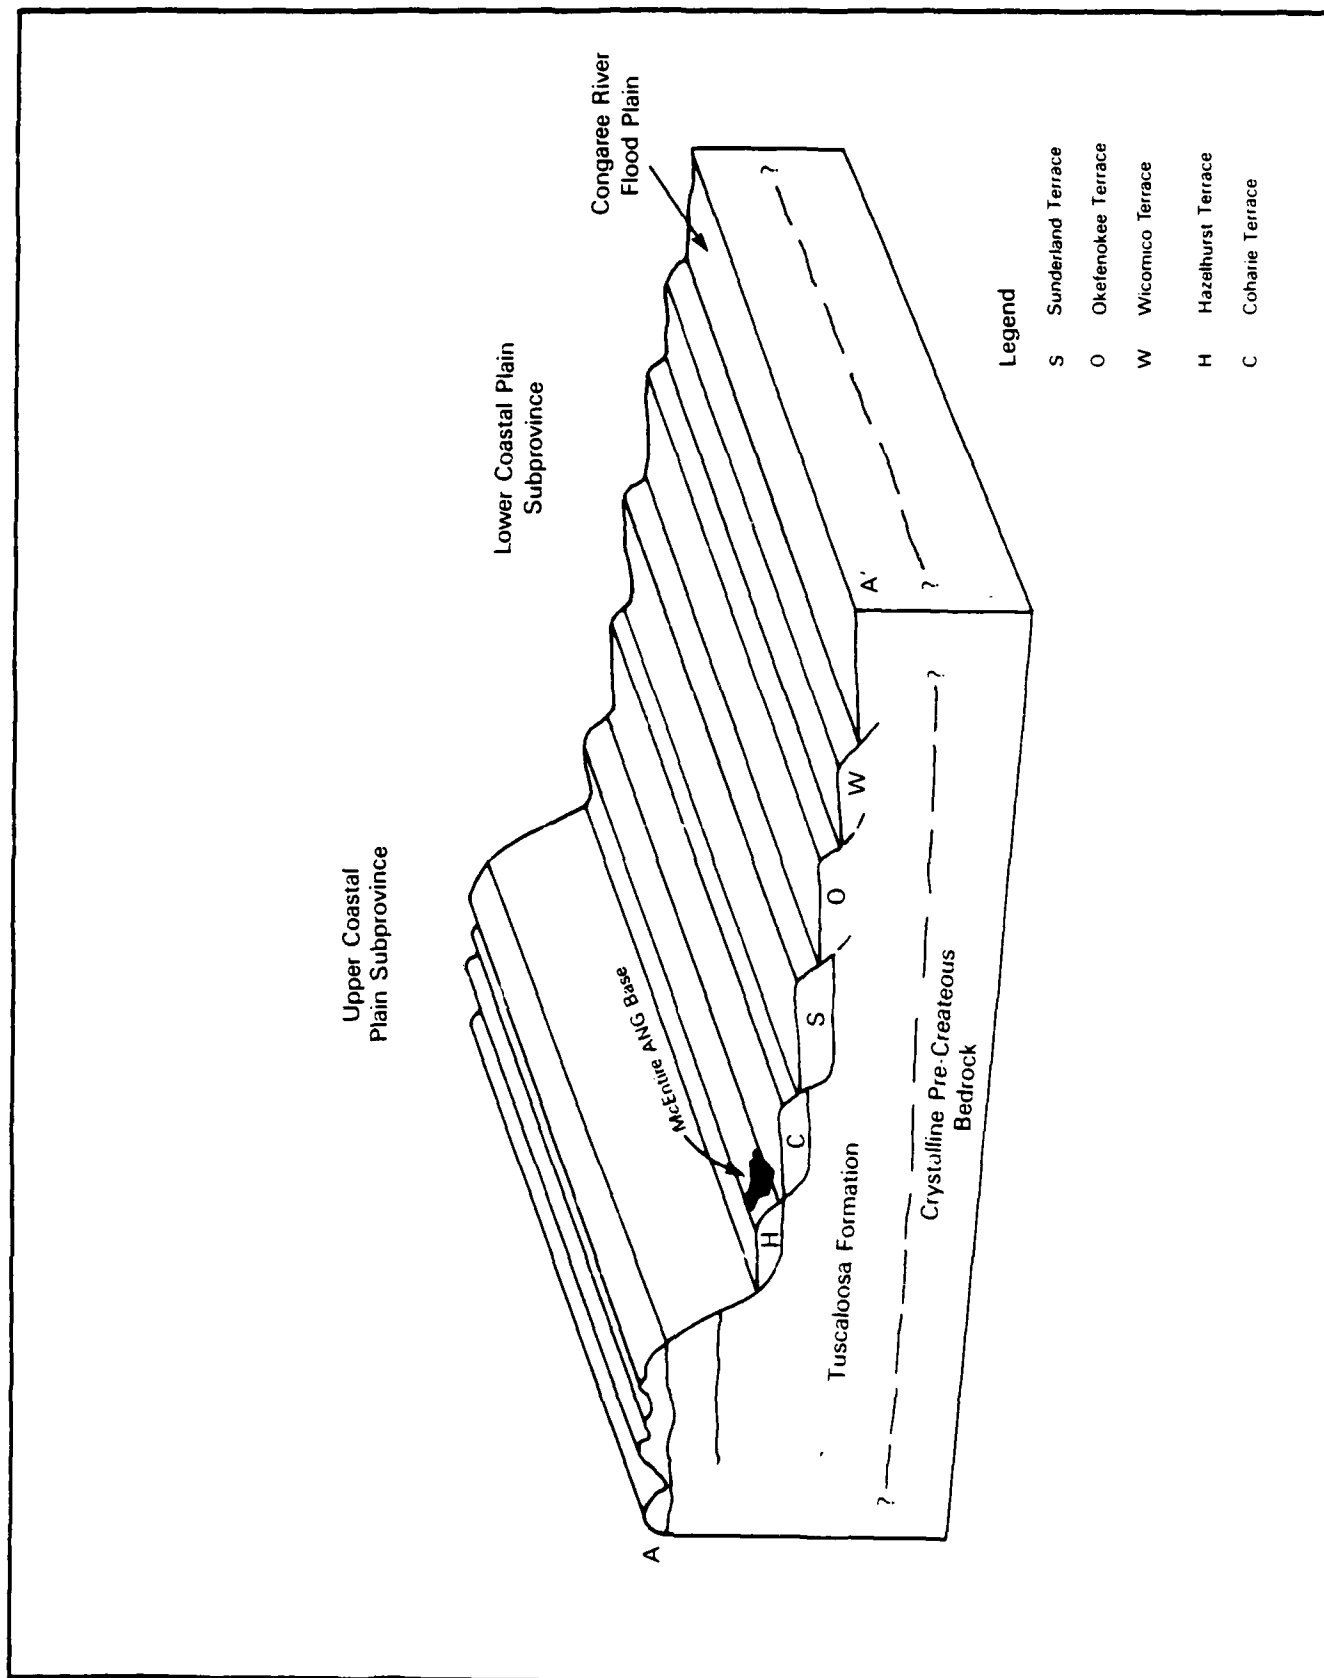 Upper Coastal
Plain Subprovince
Lower Coastal Plain
Subprovince
Congaree River
Flood Plain
McEntire ANG Base
A
H
C
S
O
W
A'
?
?
?
?
Tuscaloosa Formation
Crystalline Pre-Createous
Bedrock
Legend
S Sunderland Terrace
O Okefenokee Terrace
W Wicomico Terrace
H Hazelhurst Terrace
C Coharie Terrace